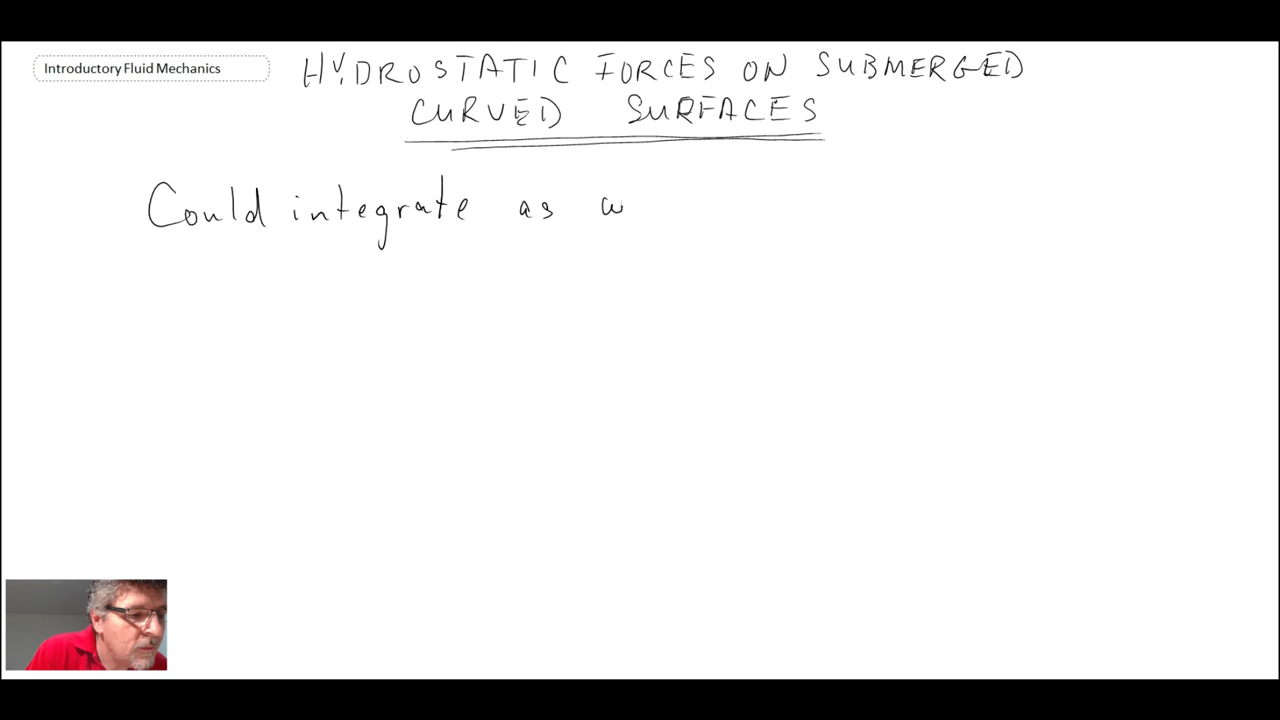 Introductory Fluid Mechanics
HYDROSTATIC FORCES ON SUBMERGED
CURVED SURFACES
Could integrate as w